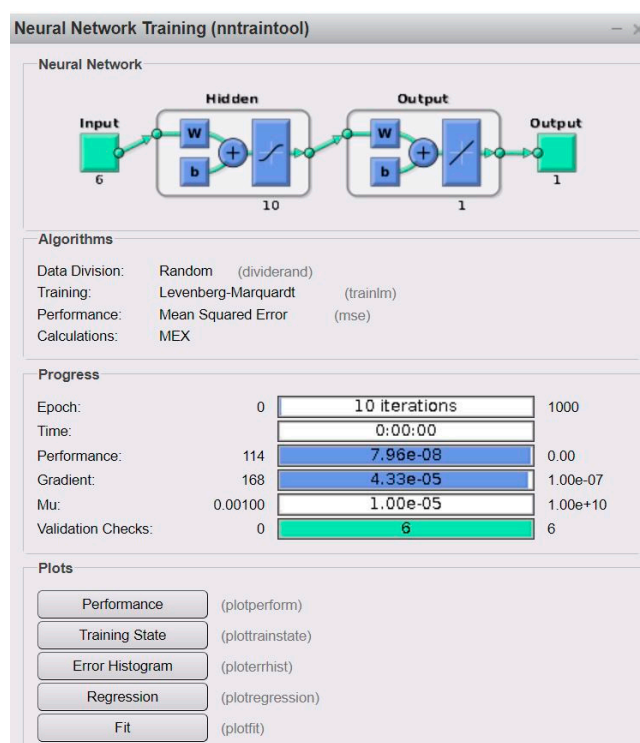 Neural Network Training (nntraintool)
Neural Network
Hidden Output
Input Output
W W
+ +
b b
6 1
10 1
Algorithms
Data Division: Random (dividerand)
Training: Levenberg-Marquardt (trainlm)
Performance: Mean Squared Error (mse)
Calculations: MEX
Progress
Epoch: 0 10 iterations 1000
Time: 0:00:00
Performance: 114 7.96e-08 0.00
Gradient: 168 4.33e-05 1.00e-07
Mu: 0.00100 1.00e-05 1.00e+10
Validation Checks: 0 6 6
Plots
Performance (plotperform)
Training State (plottrainstate)
Error Histogram (ploterrhist)
Regression (plotregression)
Fit (plotfit)